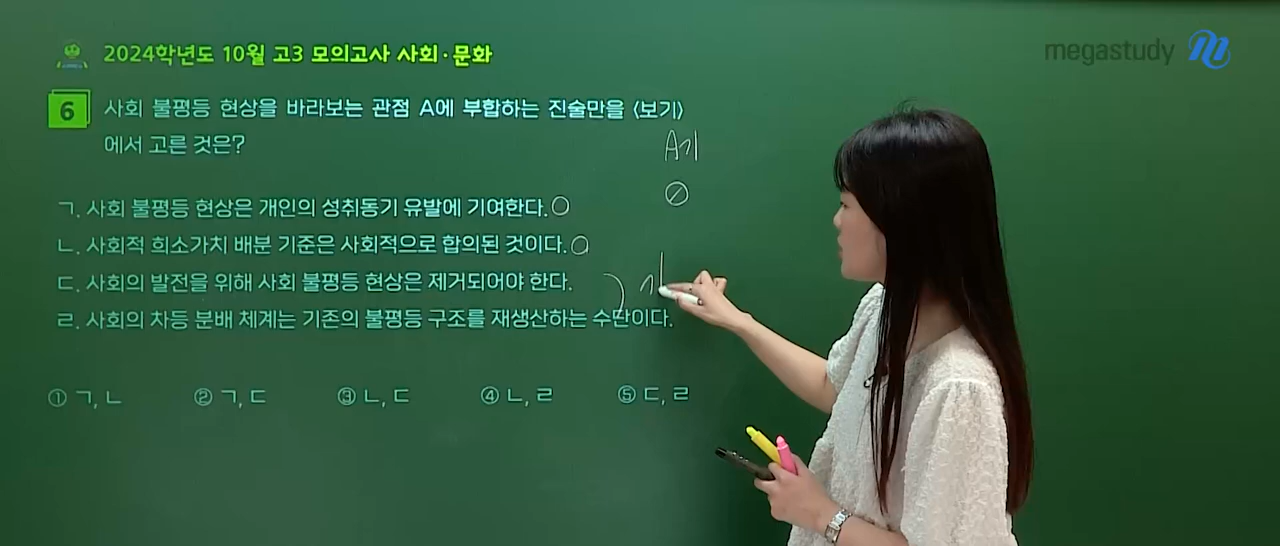 2024학년도 10월 고3 모의고사 사회·문화
megastudy
6 사회 불평등 현상을 바라보는 관점 A에 부합하는 진술만을 <보기>
에서 고른 것은?
A기
ㄱ. 사회 불평등 현상은 개인의 성취동기 유발에 기여한다.
ㄴ. 사회적 희소가치 배분 기준은 사회적으로 합의된 것이다.
ㄷ. 사회의 발전을 위해 사회 불평등 현상은 제거되어야 한다.
ㄹ. 사회의 차등 분배 체계는 기존의 불평등 구조를 재생산하는 수단이다.
① ㄱ, ㄴ ② ㄱ, ㄷ ③ ㄴ, ㄷ ④ ㄴ, ㄹ ⑤ ㄷ, ㄹ